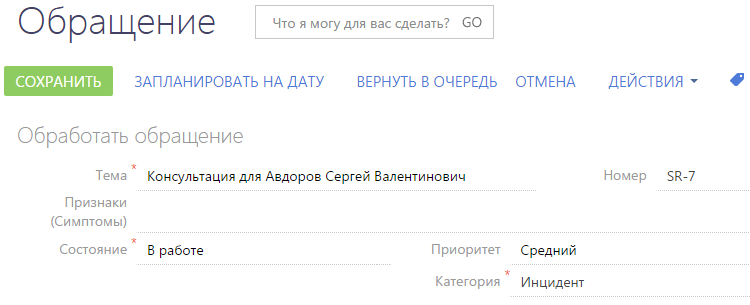 Обращение
Что я могу для вас сделать? GO
СОХРАНИТЬ ЗАПЛАНИРОВАТЬ НА ДАТУ ВЕРНУТЬ В ОЧЕРЕДЬ ОТМЕНА ДЕЙСТВИЯ
Обработать обращение
Тема * Консультация для Авдоров Сергей Валентинович Номер SR-7
Признаки
(Симптомы)
Состояние * В работе Приоритет Средний
Категория * Инцидент